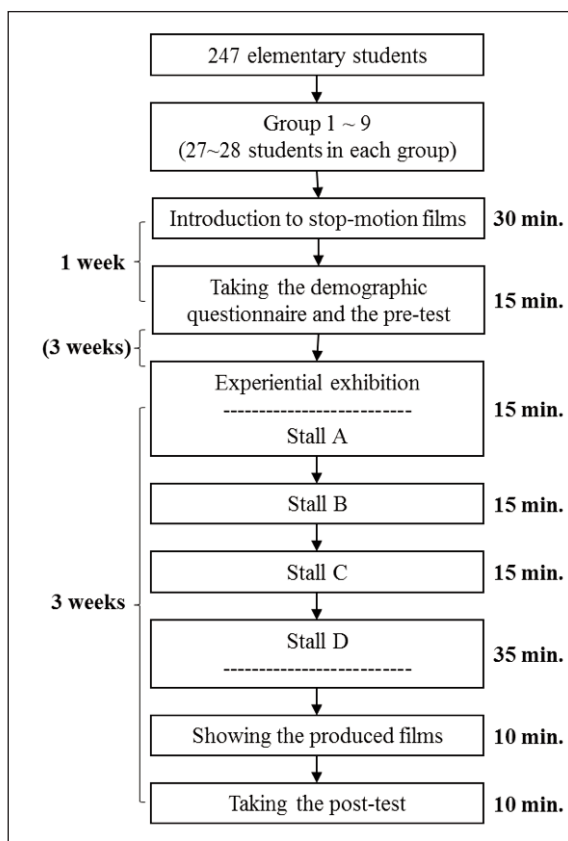 247 elementary students
Group 1 ~ 9
(27~28 students in each group)
Introduction to stop-motion films
30 min.
1 week
Taking the demographic
questionnaire and the pre-test
15 min.
(3 weeks)
Experiential exhibition
---------------------------
Stall A
15 min.
Stall B
15 min.
Stall C
15 min.
3 weeks
Stall D
---------------------------
35 min.
Showing the produced films
10 min.
Taking the post-test
10 min.